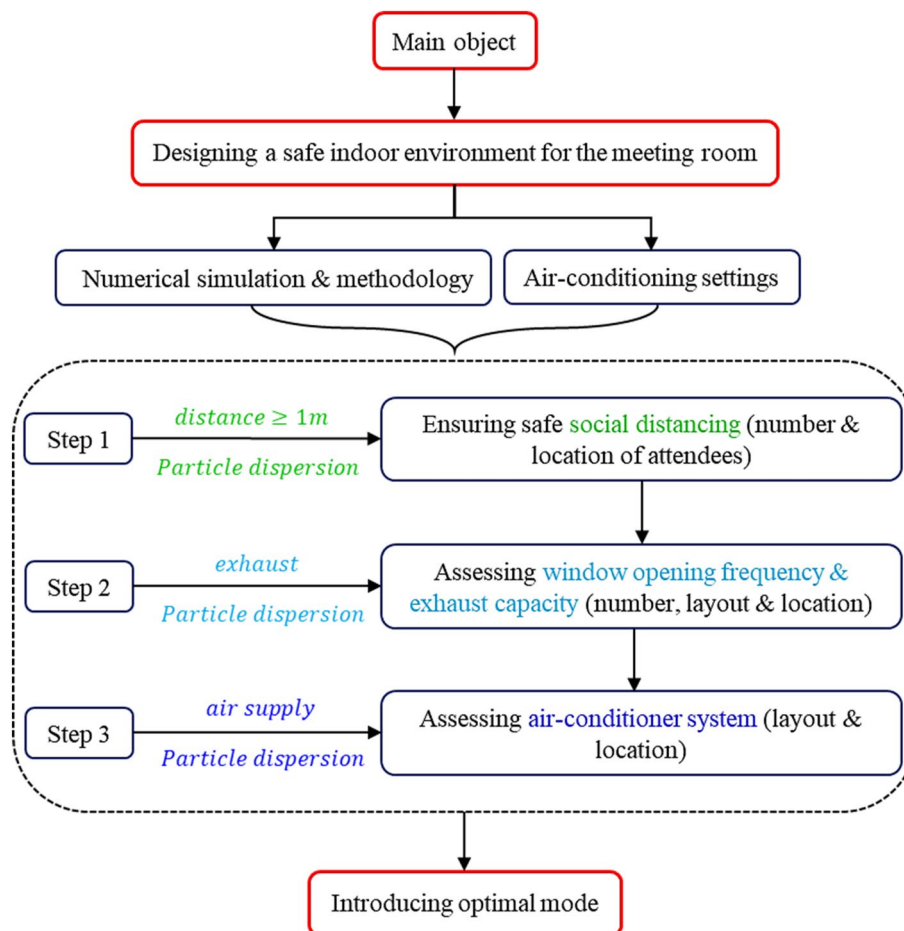 Main object
Designing a safe indoor environment for the meeting room
Numerical simulation & methodology
Air-conditioning settings
Step 1
distance ≥ 1m
Particle dispersion
Ensuring safe social distancing (number &
location of attendees)
Step 2
exhaust
Particle dispersion
Assessing window opening frequency &
exhaust capacity (number, layout & location)
Step 3
air supply
Particle dispersion
Assessing air-conditioner system (layout &
location)
Introducing optimal mode